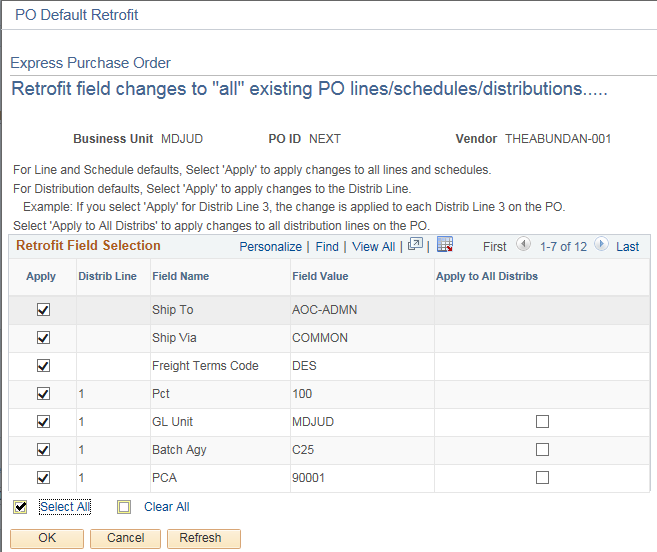 PO Default Retrofit
Express Purchase Order
Retrofit field changes to "all" existing PO lines/schedules/distributions.....
Business Unit MDJUD PO ID NEXT Vendor THEABUNDAN-001
For Line and Schedule defaults, Select 'Apply' to apply changes to all lines and schedules.
For Distribution defaults, Select 'Apply' to apply changes to the Distrib Line.
Example: If you select 'Apply' for Distrib Line 3, the change is applied to each Distrib Line 3 on the PO.
Select 'Apply to All Distribs' to apply changes to all distribution lines on the PO.
Retrofit Field Selection Personalize | Find | View All | | First 1-7 of 12 Last
Apply Distrib Line Field Name Field Value Apply to All Distribs
Ship To AOC-ADMN
Ship Via COMMON
Freight Terms Code DES
1 Pct 100
1 GL Unit MDJUD
1 Batch Agy C25
1 PCA 90001
Select All Clear All
OK Cancel Refresh